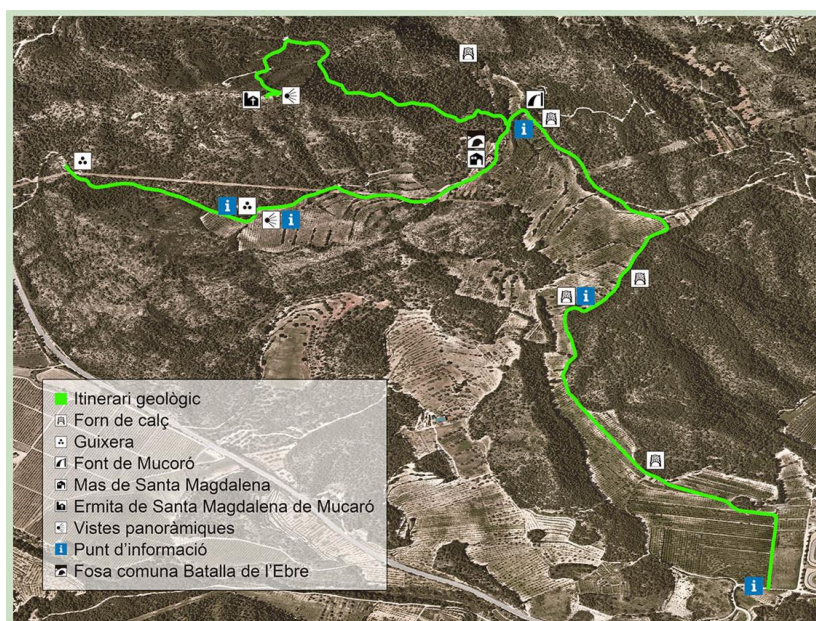 Itinerari geològic
Forn de calç
Guixera
Font de Mucoró
Mas de Santa Magdalena
Ermita de Santa Magdalena de Mucaró
Vistes panoràmiques
Punt d'informació
Fosa comuna Batalla de l'Ebre